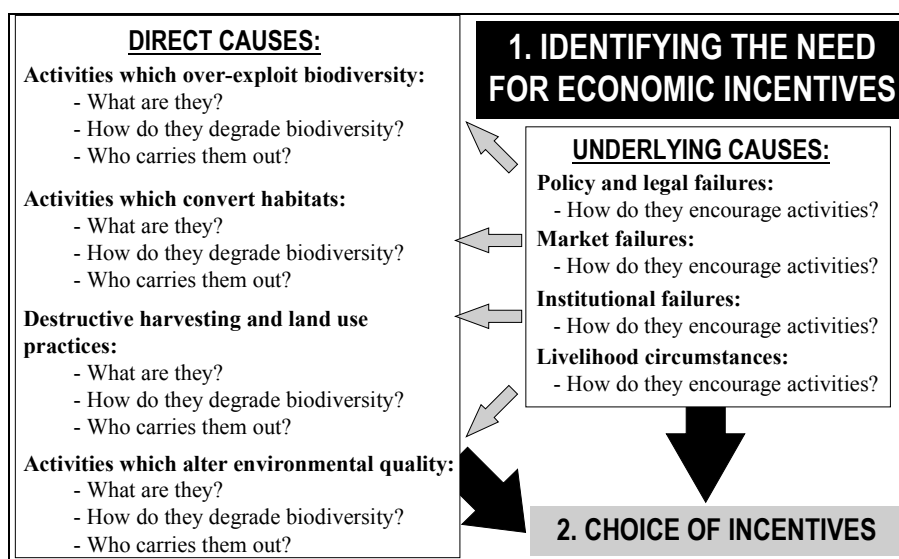 DIRECT CAUSES:
Activities which over-exploit biodiversity:
- What are they?
- How do they degrade biodiversity?
- Who carries them out?
Activities which convert habitats:
- What are they?
- How do they degrade biodiversity?
- Who carries them out?
Destructive harvesting and land use
practices:
- What are they?
- How do they degrade biodiversity?
- Who carries them out?
Activities which alter environmental quality:
- What are they?
- How do they degrade biodiversity?
- Who carries them out?
1. IDENTIFYING THE NEED
FOR ECONOMIC INCENTIVES
UNDERLYING CAUSES:
Policy and legal failures:
- How do they encourage activities?
Market failures:
- How do they encourage activities?
Institutional failures:
- How do they encourage activities?
Livelihood circumstances:
- How do they encourage activities?
2. CHOICE OF INCENTIVES